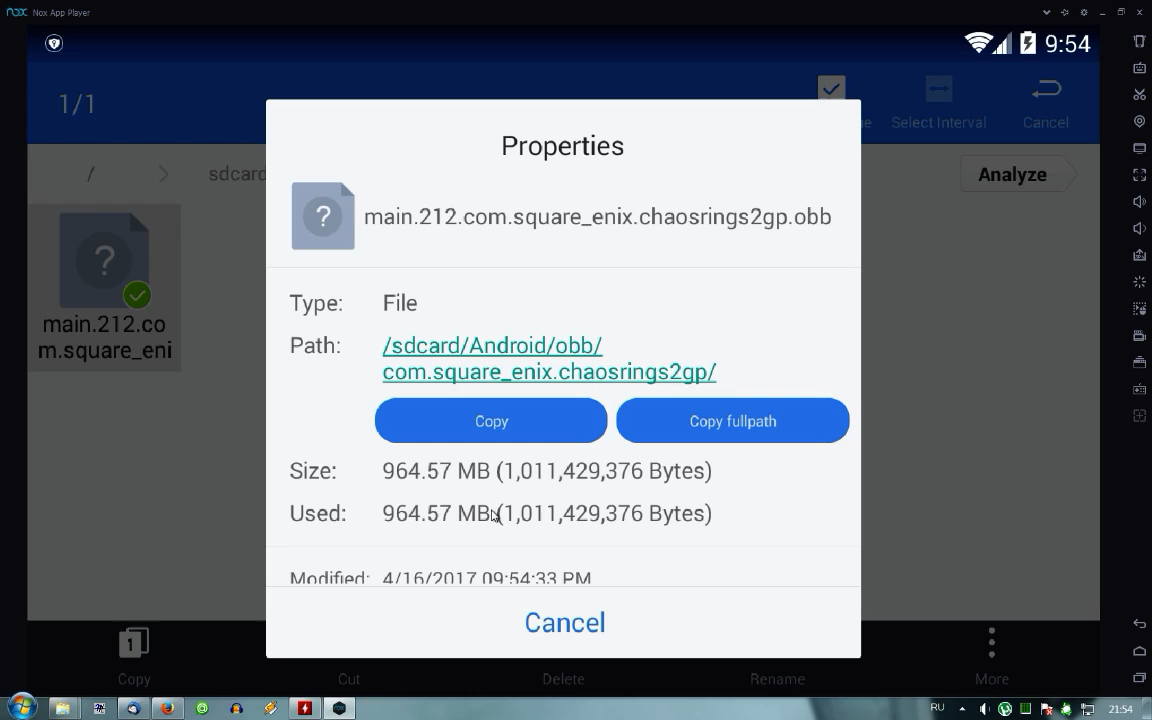 nox Nox App Player
9:54
1/1
Select Interval
Cancel
/
sdcard
Analyze
main.212.co
m.square_eni
Properties
?
main.212.com.square_enix.chaosrings2gp.obb
?
Type: File
Path: /sdcard/Android/obb/
com.square_enix.chaosrings2gp/
Copy
Copy fullpath
Size: 964.57 MB (1,011,429,376 Bytes)
Used: 964.57 MB (1,011,429,376 Bytes)
Modified: 4/16/2017 09:54:33 PM
Cancel
1
Copy
Cut
Delete
Rename
More
RU
21:54